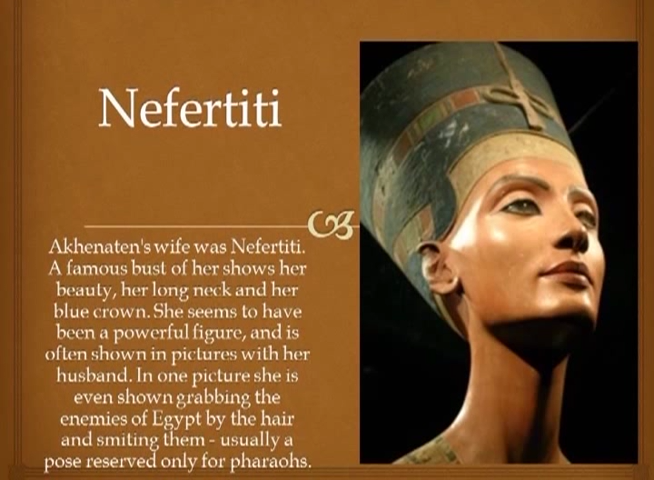 Nefertiti
Akhenaten's wife was Nefertiti.
A famous bust of her shows her
beauty, her long neck and her
blue crown. She seems to have
been a powerful figure, and is
often shown in pictures with her
husband. In one picture she is
even shown grabbing the
enemies of Egypt by the hair
and smiting them - usually a
pose reserved only for pharaohs.